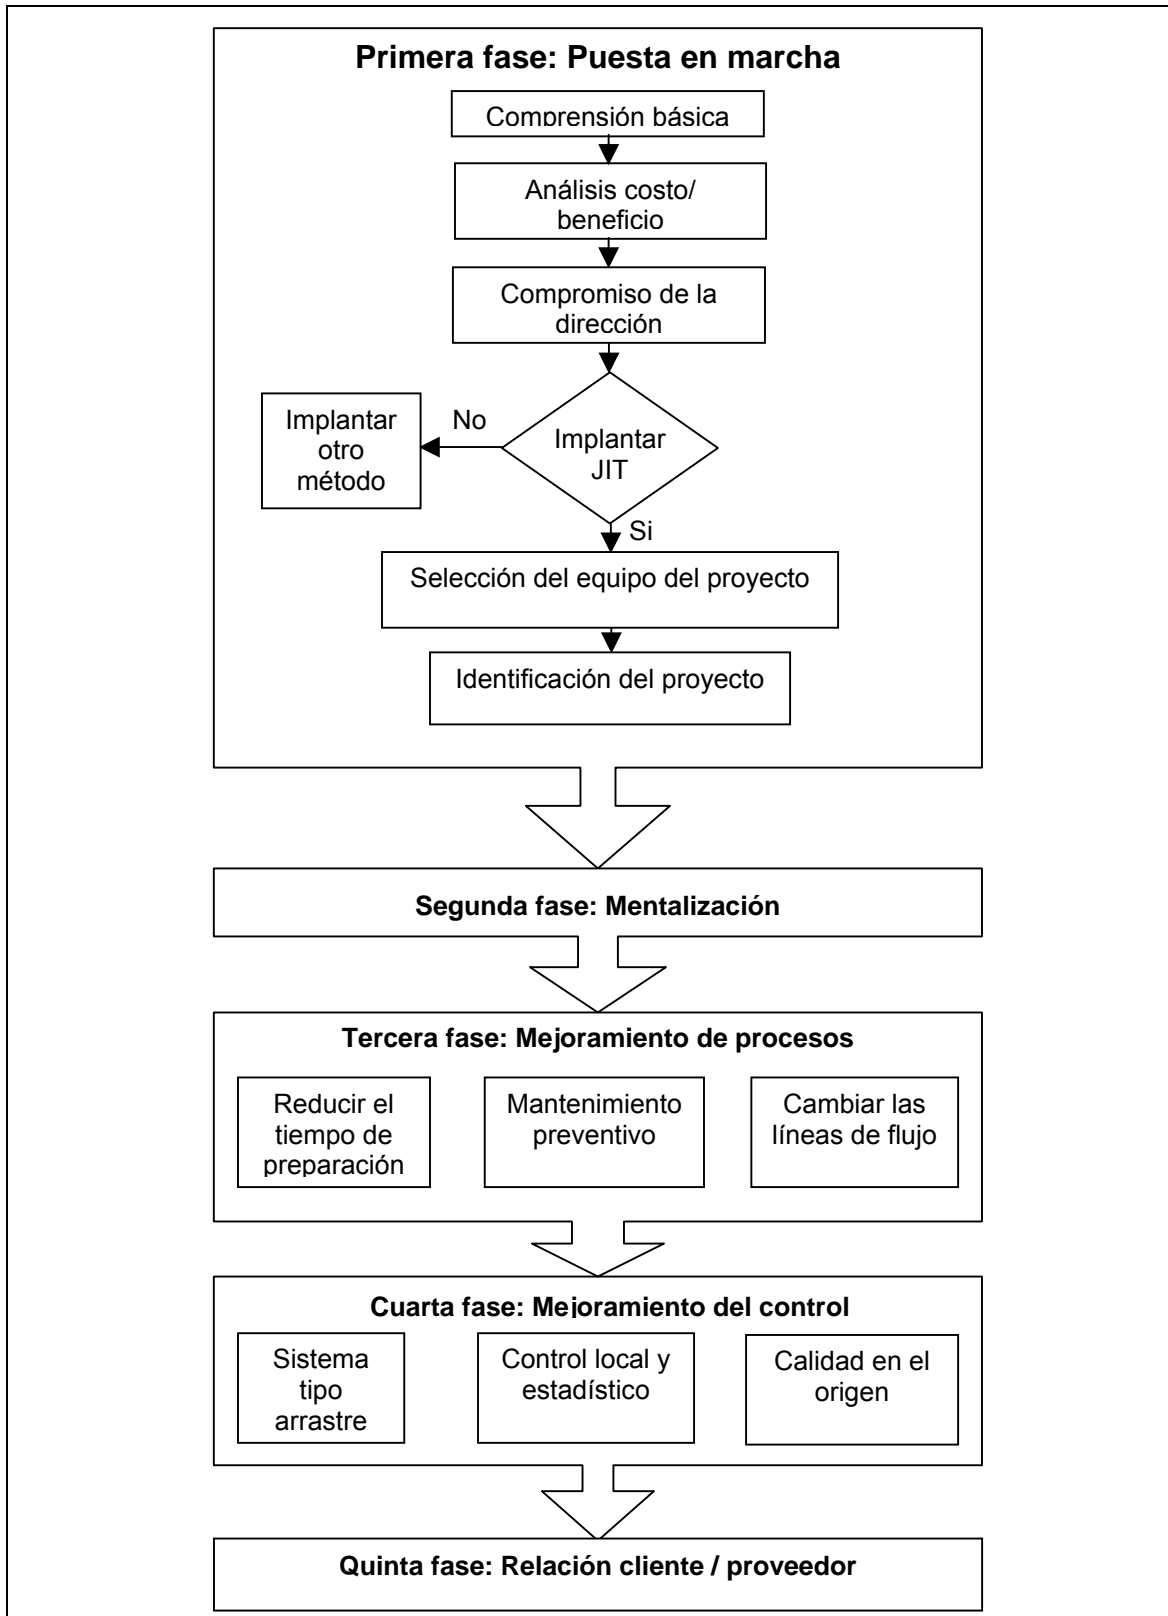 Primera fase: Puesta en marcha
Comprensión básica
Análisis costo/
beneficio
Compromiso de la
dirección
Implantar
otro
método
No
Implantar
JIT
Si
Selección del equipo del proyecto
Identificación del proyecto
Segunda fase: Mentalización
Tercera fase: Mejoramiento de procesos
Reducir el
tiempo de
preparación
Mantenimiento
preventivo
Cambiar las
líneas de flujo
Cuarta fase: Mejoramiento del control
Sistema
tipo
arrastre
Control local y
estadístico
Calidad en el
origen
Quinta fase: Relación cliente / proveedor